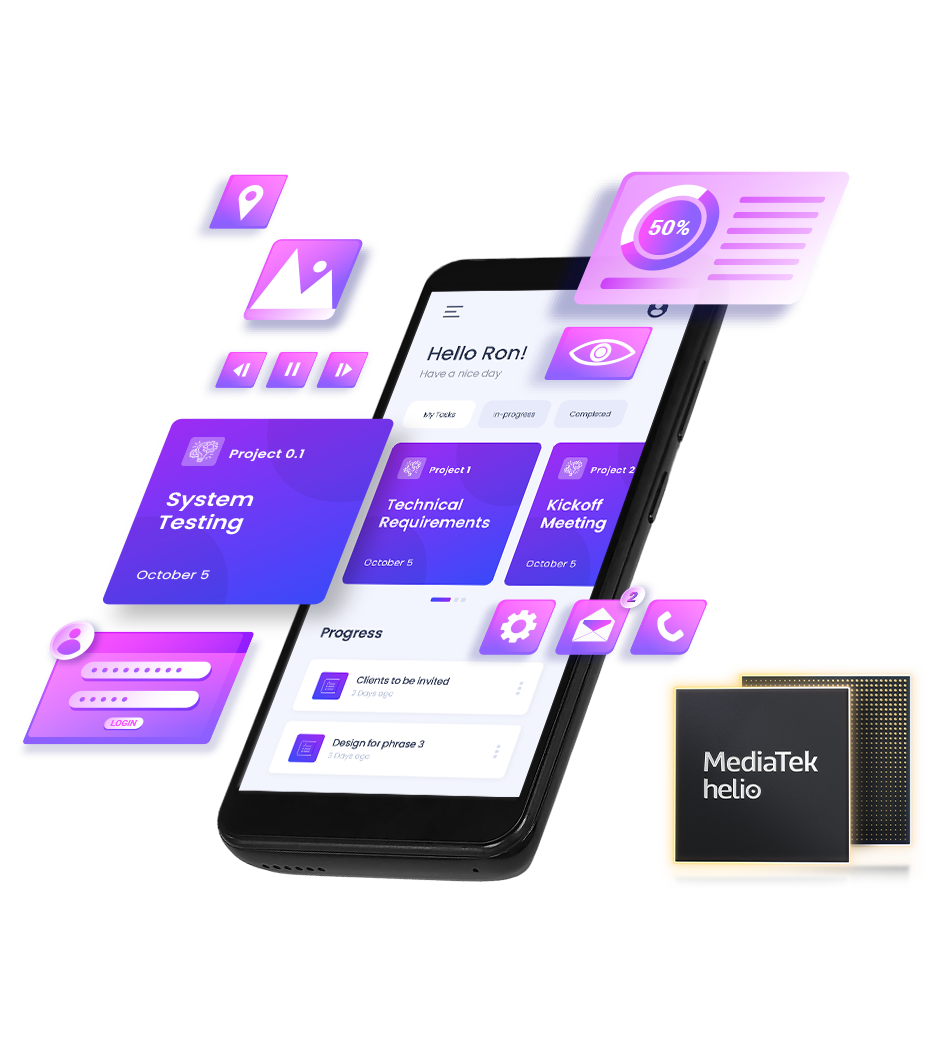 50%
Hello Ron!
Have a nice day
My Tasks
In-progress
Completed
Project 0.1
System
Testing
October 5
Project 1
Technical
Requirements
October 5
Project 2
Kickoff
Meeting
October 5
2
Progress
Clients to be invited
2 Days ago
Design for phrase 3
3 Days ago
LOGIN
MediaTek
helio